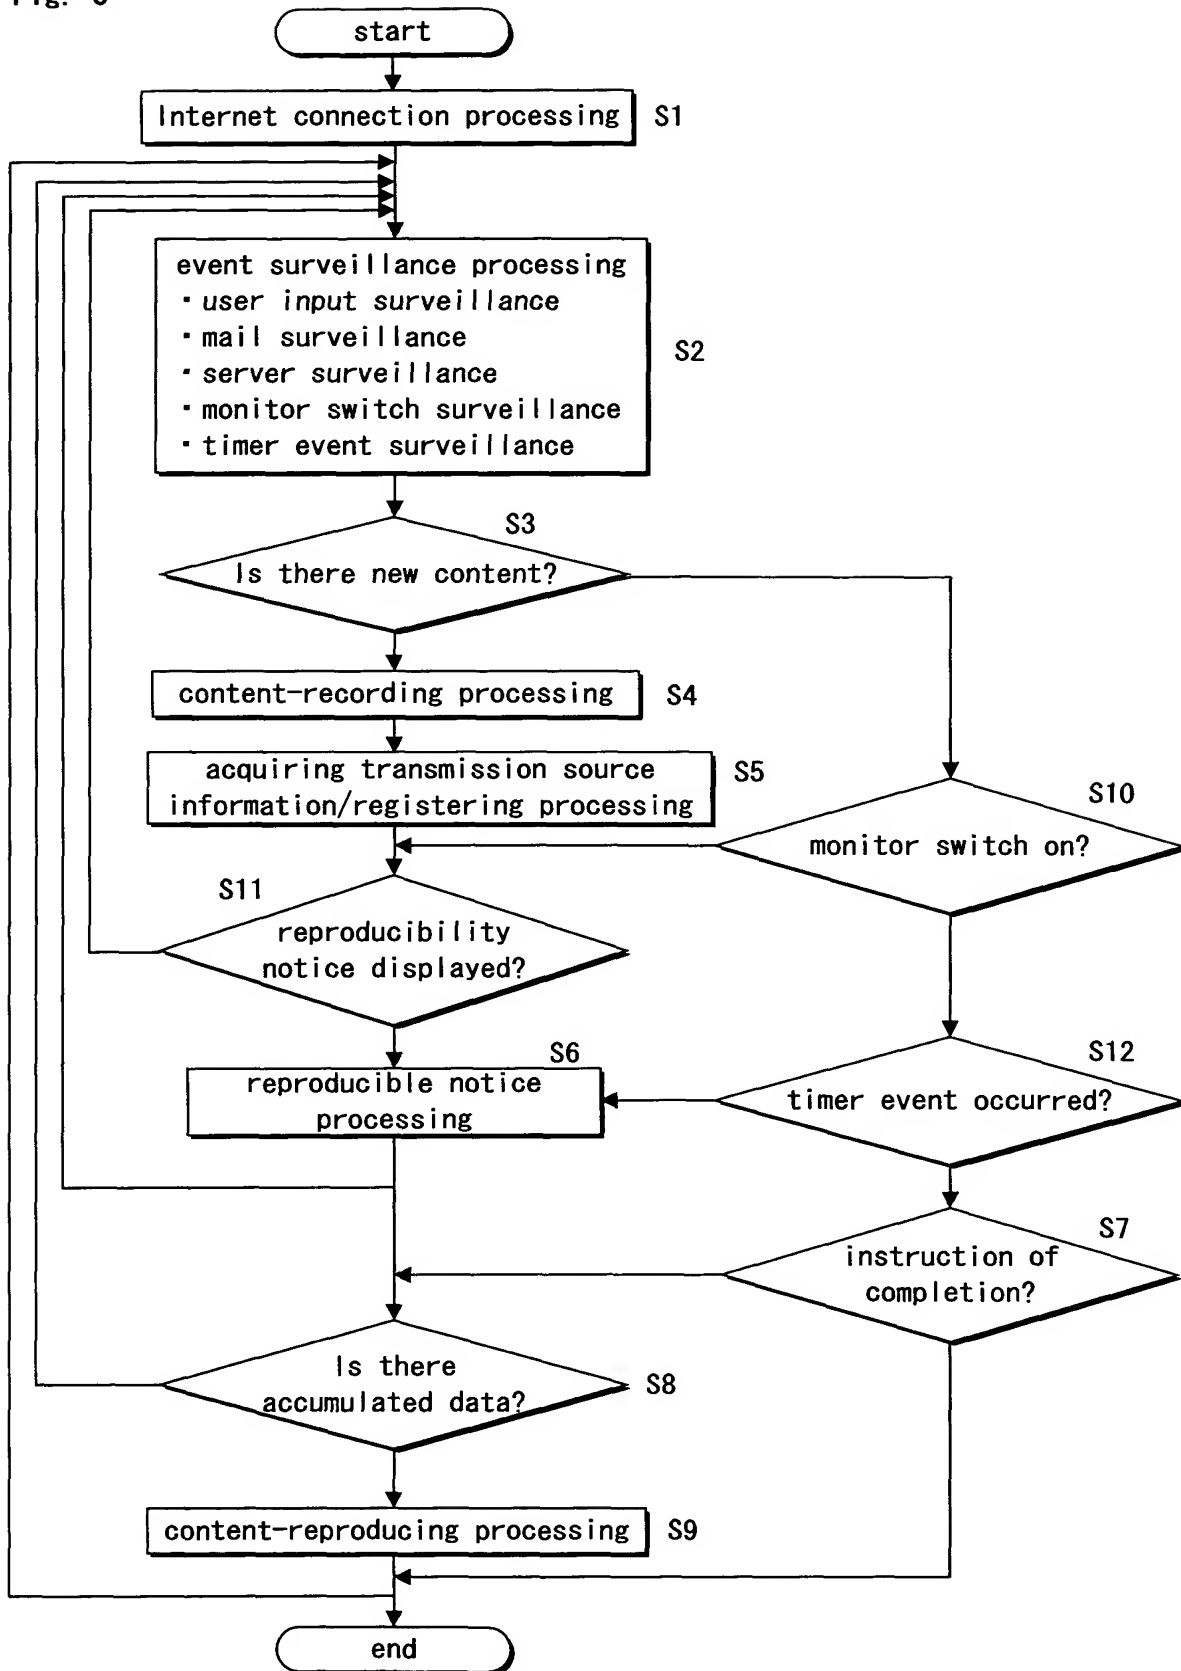 start
Internet connection processing
S1
event surveillance processing
・user input surveillance
・mail surveillance
・server surveillance
・monitor switch surveillance
・timer event surveillance
S2
S3
Is there new content?
content-recording processing
S4
acquiring transmission source
information/registering processing
S5
S10
monitor switch on?
S11
reproducibility
notice displayed?
S6
reproducible notice
processing
S12
timer event occurred?
S7
instruction of
completion?
Is there
accumulated data?
S8
content-reproducing processing
S9
end